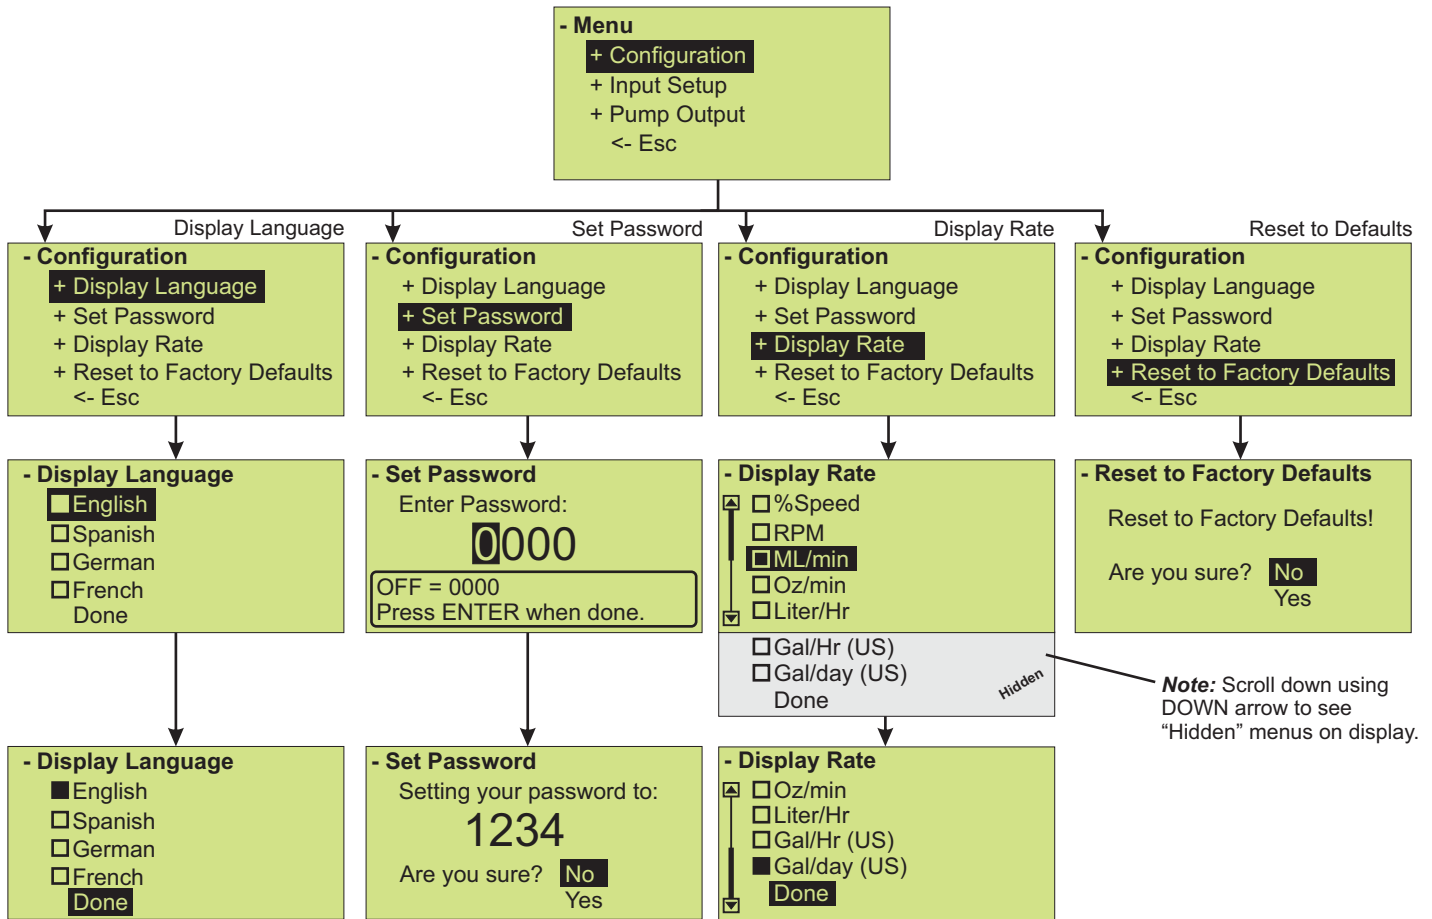 - Menu
+ Configuration
+ Input Setup
+ Pump Output
<- Esc
Display Language
- Configuration
+ Display Language
+ Set Password
+ Display Rate
+ Reset to Factory Defaults
<- Esc
Set Password
- Configuration
+ Display Language
+ Set Password
+ Display Rate
+ Reset to Factory Defaults
<- Esc
Display Rate
- Configuration
+ Display Language
+ Set Password
+ Display Rate
+ Reset to Factory Defaults
<- Esc
Reset to Defaults
- Configuration
+ Display Language
+ Set Password
+ Display Rate
+ Reset to Factory Defaults
<- Esc
- Display Language
English
Spanish
German
French
Done
- Set Password
Enter Password:
0000
OFF = 0000
Press ENTER when done.
- Display Rate
%Speed
RPM
ML/min
Oz/min
Liter/Hr
Gal/Hr (US)
Gal/day (US)
Done
Hidden
- Reset to Factory Defaults
Reset to Factory Defaults!
Are you sure? No
Yes
Note: Scroll down using
DOWN arrow to see
“Hidden” menus on display.
- Display Language
English
Spanish
German
French
Done
- Set Password
Setting your password to:
1234
Are you sure? No
Yes
- Display Rate
Oz/min
Liter/Hr
Gal/Hr (US)
Gal/day (US)
Done